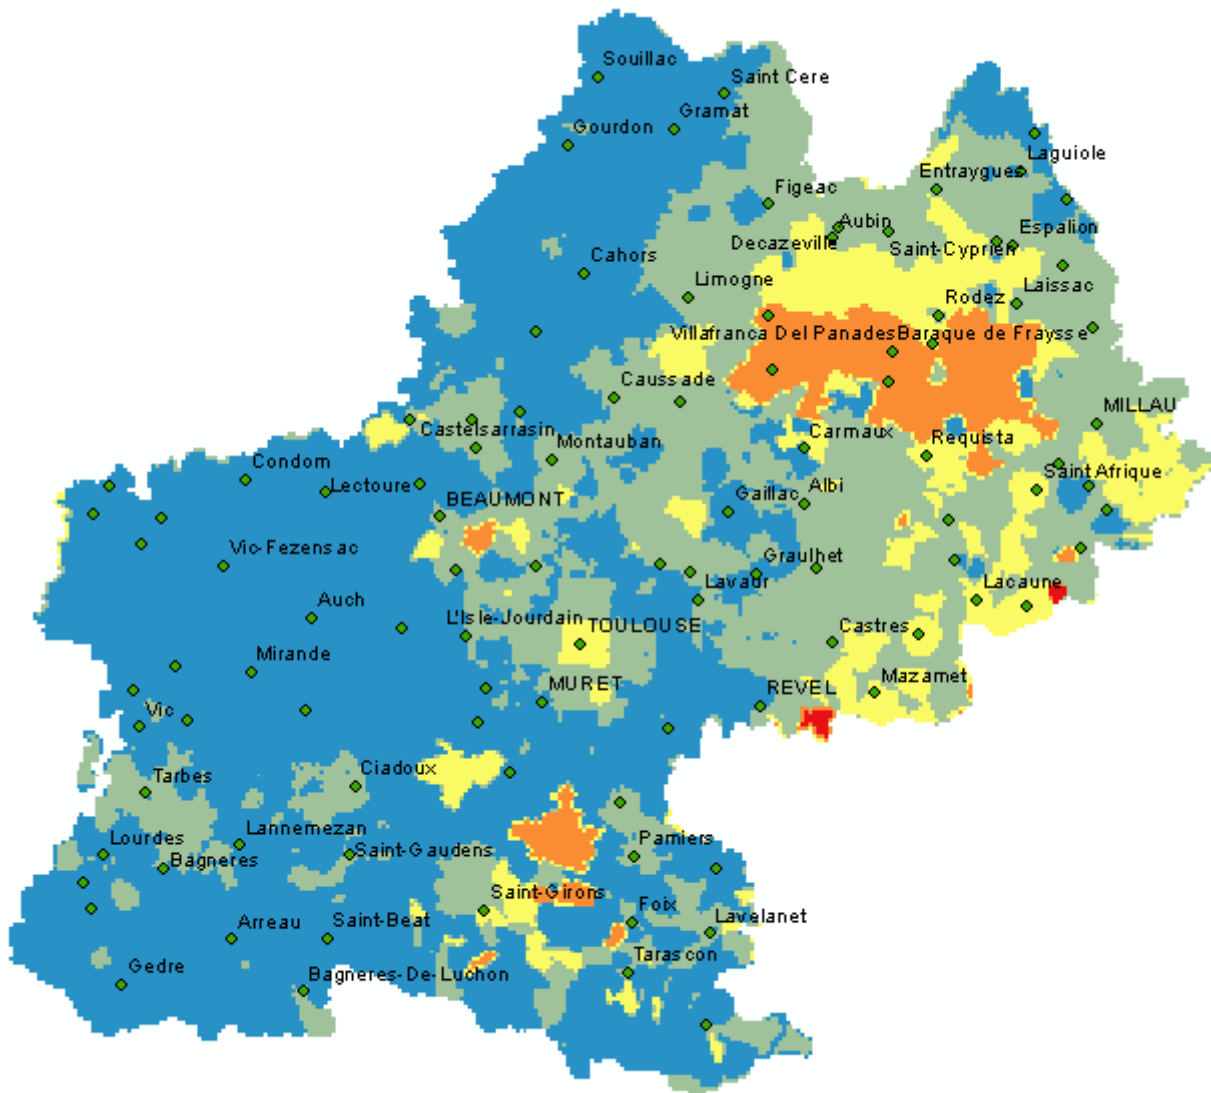 Souillac
Saint Cere
Gramat
Gourdon
Laguiole
Entraygues
Figeac
Aubin
Espalion
Decazeville
Saint-Cyprien
Cahors
Limogne
Laissac
Rodez
Villafranca Del Panades
Baraque de Fraysse
Caussade
MILLAU
Castelsarrasin
Carmaux
Requista
Montauban
Condom
Saint Afrique
Lectoure
BEAUMONT
Gaillac
Albi
Vic-Fezensac
Graulhet
Lavaur
Lacaune
Auch
L'Isle-Jourdain
TOULOUSE
Castres
Mirande
MURET
REVEL
Mazamet
Vic
Tarbes
Ciadoux
Lannemezan
Pamiers
Lourdes
Bagneres
Saint-Gaudens
Saint-Girons
Foix
Lavelanet
Arreau
Saint-Beat
Tarascon
Gedre
Bagneres-De-Luchon